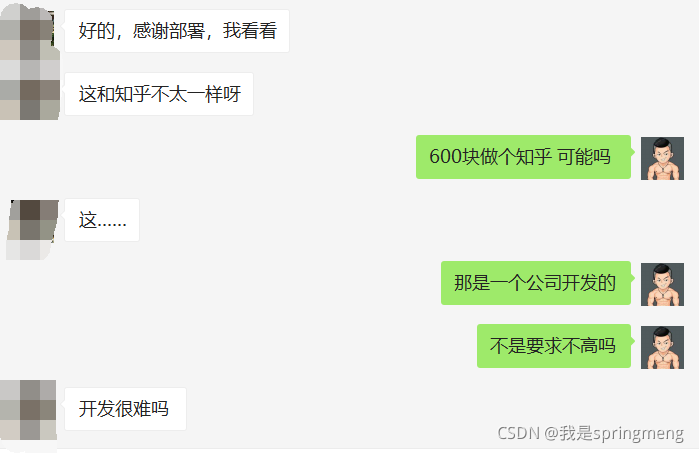 好的，感谢部署，我看看
这和知乎不太一样呀
600块做个知乎 可能吗
这......
那是一个公司开发的
不是要求不高吗
开发很难吗
CSDN @我是springmeng